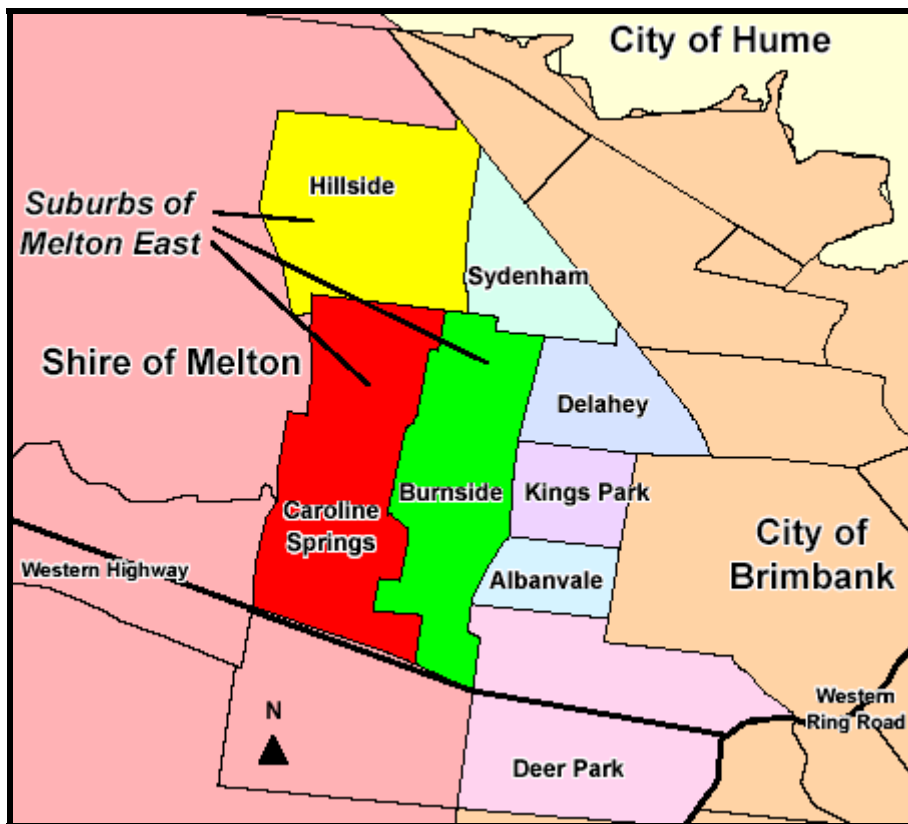 City of Hume
Hillside
Suburbs of
Melton East
Sydenham
Shire of Melton
Delahey
Burnside
Kings Park
Caroline
Springs
City of
Brimbank
Western Highway
Albanvale
Western
Ring Road
N
Deer Park